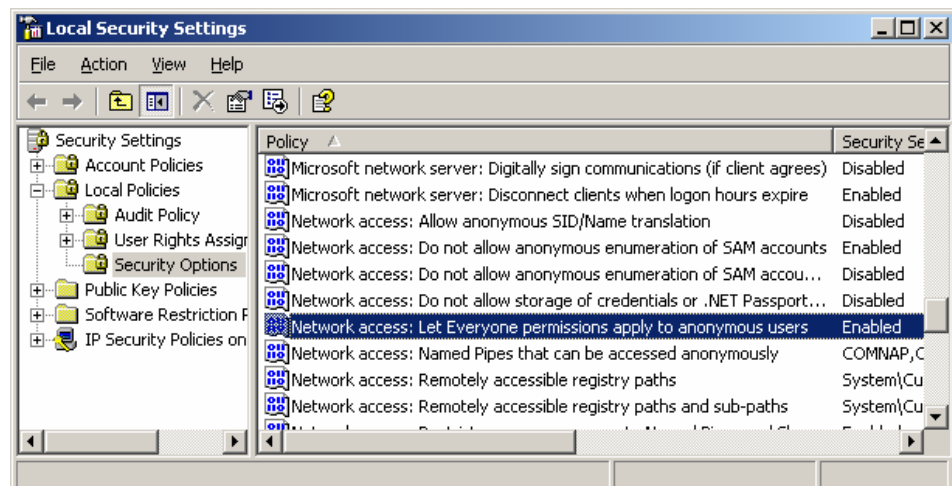 Local Security Settings
File Action View Help
Security Settings
Account Policies
Local Policies
Audit Policy
User Rights Assigr
Security Options
Public Key Policies
Software Restriction F
IP Security Policies on
Policy Security Se
Microsoft network server: Digitally sign communications (if client agrees) Disabled
Microsoft network server: Disconnect clients when logon hours expire Enabled
Network access: Allow anonymous SID/Name translation Disabled
Network access: Do not allow anonymous enumeration of SAM accounts Enabled
Network access: Do not allow anonymous enumeration of SAM accou... Disabled
Network access: Do not allow storage of credentials or .NET Passport... Disabled
Network access: Let Everyone permissions apply to anonymous users Enabled
Network access: Named Pipes that can be accessed anonymously COMNAP,C
Network access: Remotely accessible registry paths System\Cu
Network access: Remotely accessible registry paths and sub-paths System\Cu